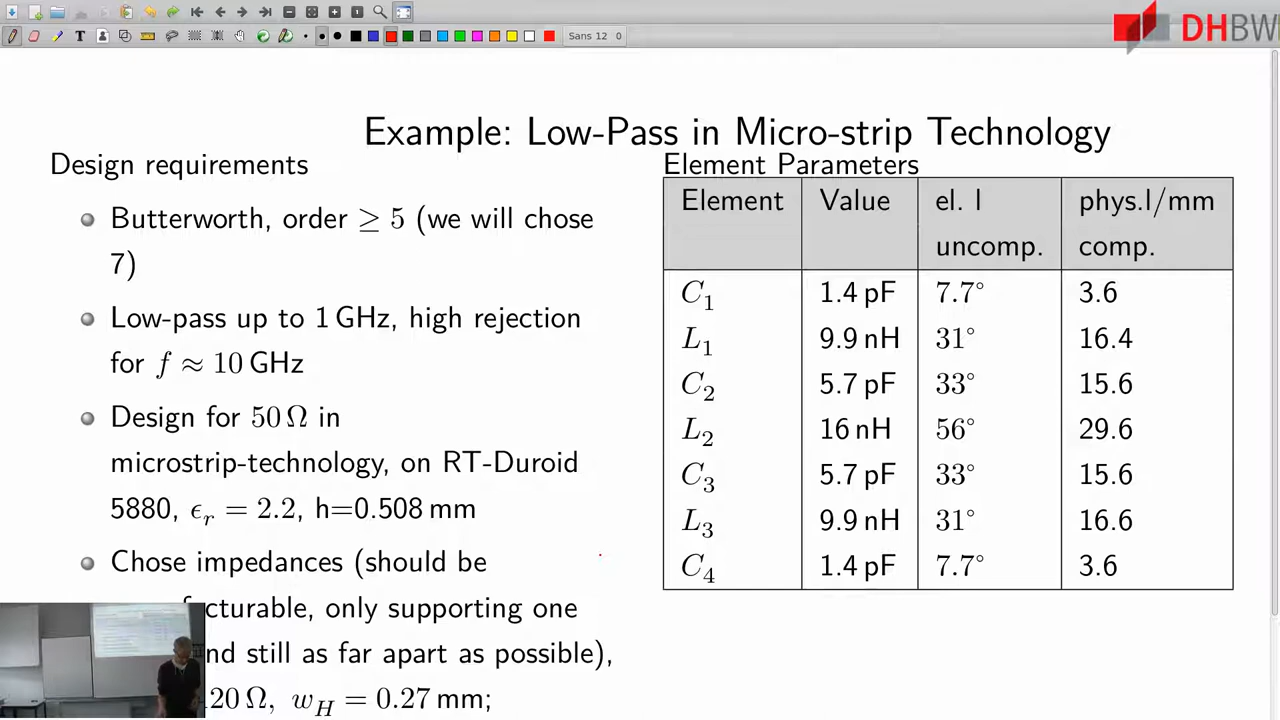 Sans 12 0
DHBW
Example: Low-Pass in Micro-strip Technology
Design requirements
Butterworth, order ≥ 5 (we will chose
7)
Low-pass up to 1 GHz, high rejection
for f ≈ 10 GHz
Design for 50 Ω in
microstrip-technology, on RT-Duroid
5880, ϵr = 2.2, h=0.508 mm
Chose impedances (should be
cturable, only supporting one
nd still as far apart as possible),
20 Ω, wH = 0.27 mm;
Element Parameters
Element Value el. l phys.l/mm
uncomp. comp.
C1 1.4 pF 7.7° 3.6
L1 9.9 nH 31° 16.4
C2 5.7 pF 33° 15.6
L2 16 nH 56° 29.6
C3 5.7 pF 33° 15.6
L3 9.9 nH 31° 16.6
C4 1.4 pF 7.7° 3.6